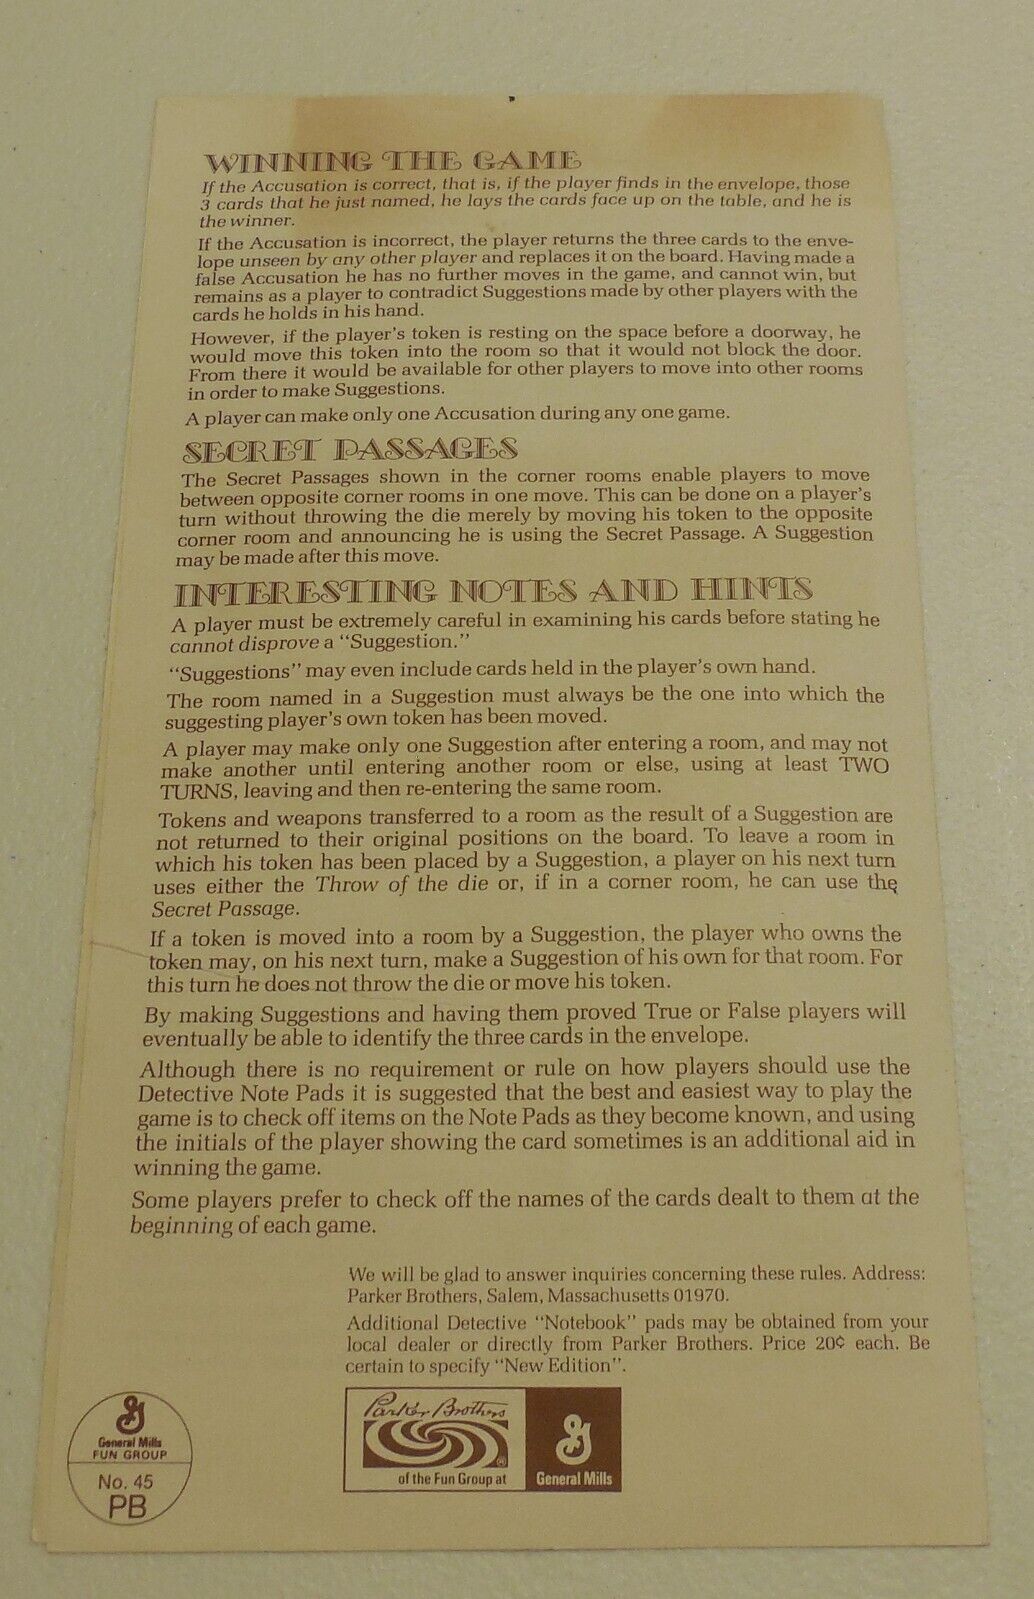 WINNING THE GAME
If the Accusation is correct, that is, if the player finds in the envelope, those
3 cards that he just named, he lays the cards face up on the table, and he is
the winner.
If the Accusation is incorrect, the player returns the three cards to the enve-
lope unseen by any other player and replaces it on the board. Having made a
false Accusation he has no further moves in the game, and cannot win, but
remains as a player to contradict Suggestions made by other players with the
cards he holds in his hand.
However, if the player's token is resting on the space before a doorway, he
would move this token into the room so that it would not block the door.
From there it would be available for other players to move into other rooms
in order to make Suggestions.
A player can make only one Accusation during any one game.
SECRET PASSAGES
The Secret Passages shown in the corner rooms enable players to move
between opposite corner rooms in one move. This can be done on a player's
turn without throwing the die merely by moving his token to the opposite
corner room and announcing he is using the Secret Passage. A Suggestion
may be made after this move.
INTERESTING NOTES AND HINTS
A player must be extremely careful in examining his cards before stating he
cannot disprove a "Suggestion."
"Suggestions" may even include cards held in the player's own hand.
The room named in a Suggestion must always be the one into which the
suggesting player's own token has been moved.
A player may make only one Suggestion after entering a room, and may not
make another until entering another room or else, using at least TWO
TURNS, leaving and then re-entering the same room.
Tokens and weapons transferred to a room as the result of a Suggestion are
not returned to their original positions on the board. To leave a room in
which his token has been placed by a Suggestion, a player on his next turn
uses either the Throw of the die or, if in a corner room, he can use the
Secret Passage.
If a token is moved into a room by a Suggestion, the player who owns the
token may, on his next turn, make a Suggestion of his own for that room. For
this turn he does not throw the die or move his token.
By making Suggestions and having them proved True or False players will
eventually be able to identify the three cards in the envelope.
Although there is no requirement or rule on how players should use the
Detective Note Pads it is suggested that the best and easiest way to play the
game is to check off items on the Note Pads as they become known, and using
the initials of the player showing the card sometimes is an additional aid in
winning the game.
Some players prefer to check off the names of the cards dealt to them at the
beginning of each game.
We will be glad to answer inquiries concerning these rules. Address:
Parker Brothers, Salem, Massachusetts 01970.
Additional Detective "Notebook" pads may be obtained from your
local dealer or directly from Parker Brothers. Price 20¢ each. Be
certain to specify "New Edition".
G
General Mills
FUN GROUP
No. 45
PB
Parker Brothers
®
of the Fun Group at
G
General Mills